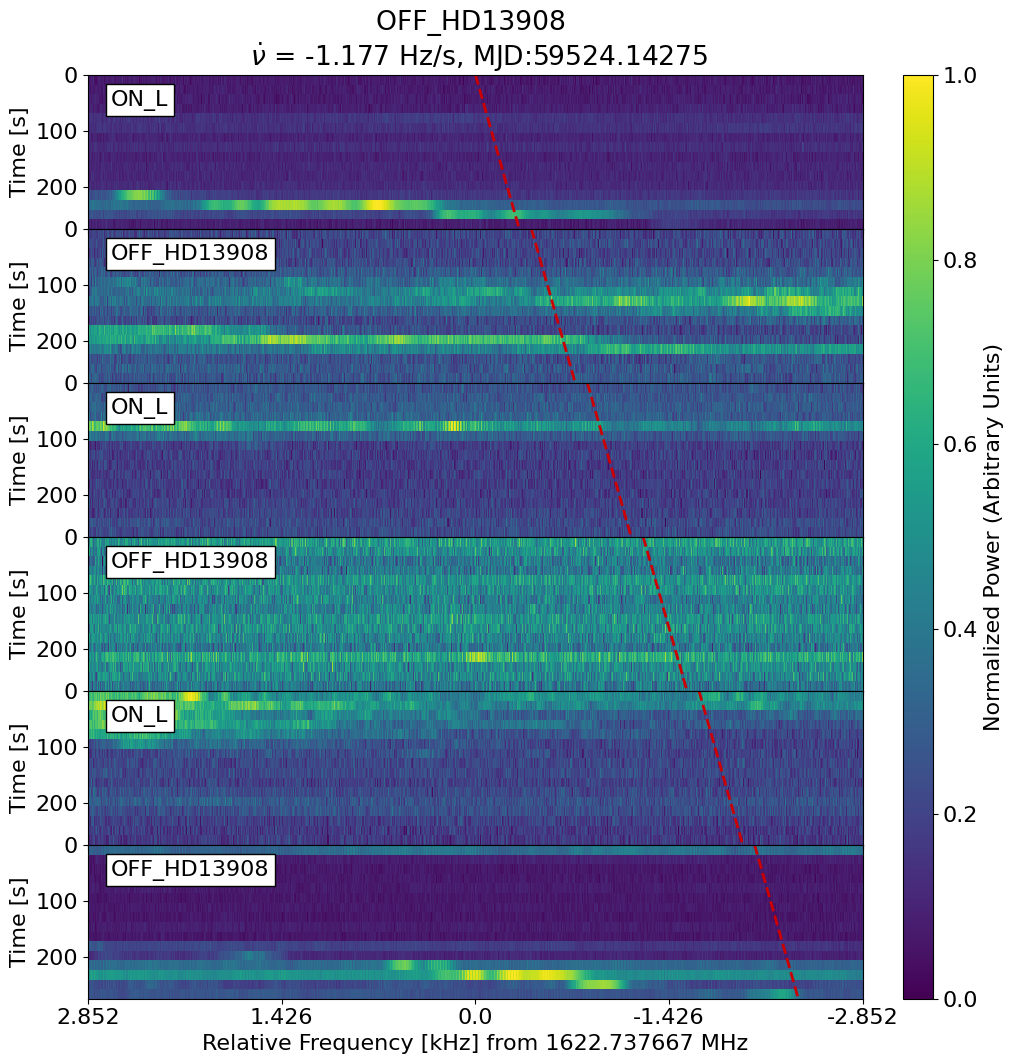 OFF_HD13908
ν̇ = -1.177 Hz/s, MJD:59524.14275
Time [s]
0
100
200
ON_L
Time [s]
0
100
200
OFF_HD13908
Time [s]
0
100
200
ON_L
Time [s]
0
100
200
OFF_HD13908
Time [s]
0
100
200
ON_L
Time [s]
0
100
200
OFF_HD13908
2.852 1.426 0.0 -1.426 -2.852
Relative Frequency [kHz] from 1622.737667 MHz
1.0
0.8
0.6
0.4
0.2
0.0
Normalized Power (Arbitrary Units)